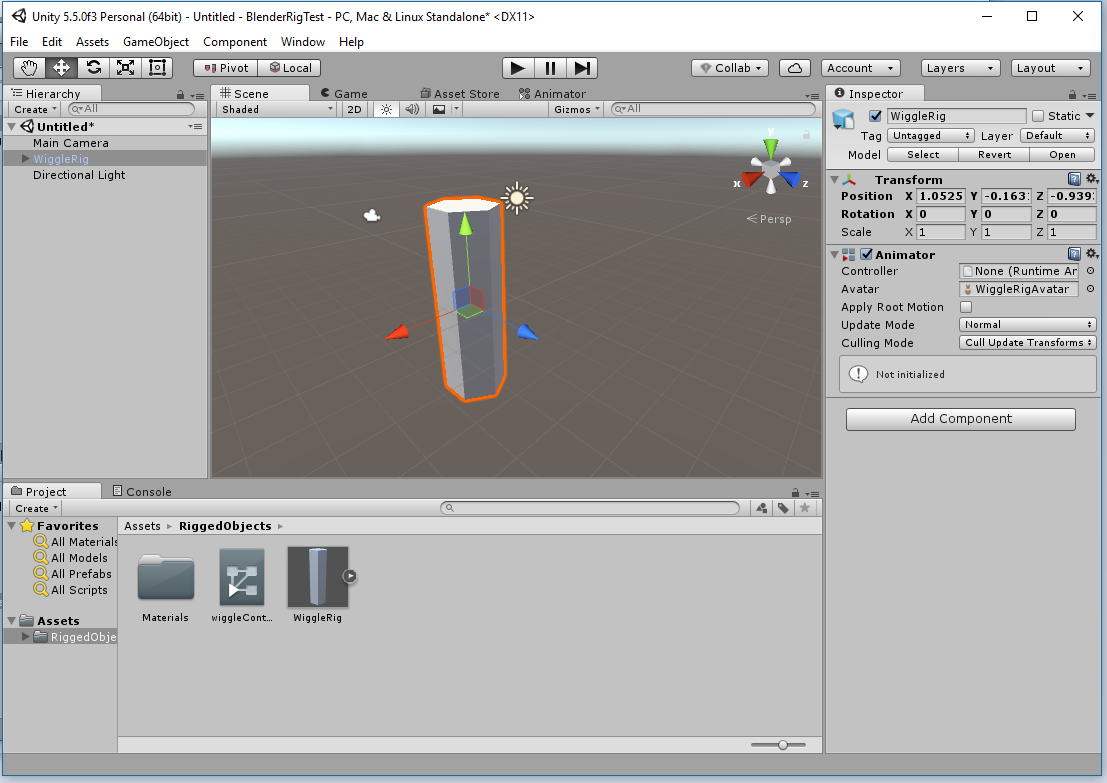 Unity 5.5.0f3 Personal (64bit) - Untitled - BlenderRigTest - PC, Mac & Linux Standalone* <DX11>
File Edit Assets GameObject Component Window Help
Pivot Local Collab Account Layers Layout
Hierarchy
Create All
Untitled*
Main Camera
WiggleRig
Directional Light
Scene Game Asset Store Animator
Shaded 2D Gizmos All
y
x z
Persp
Inspector
WiggleRig Static
Tag Untagged Layer Default
Model Select Revert Open
Transform
Position X 1.0525 Y -0.163 Z -0.939
Rotation X 0 Y 0 Z 0
Scale X 1 Y 1 Z 1
Animator
Controller None (Runtime Ar
Avatar WiggleRigAvatar
Apply Root Motion
Update Mode Normal
Culling Mode Cull Update Transforms
Not initialized
Add Component
Project Console
Create
Favorites
All Materials
All Models
All Prefabs
All Scripts
Assets
RiggedObje
Assets RiggedObjects
Materials wiggleCont... WiggleRig